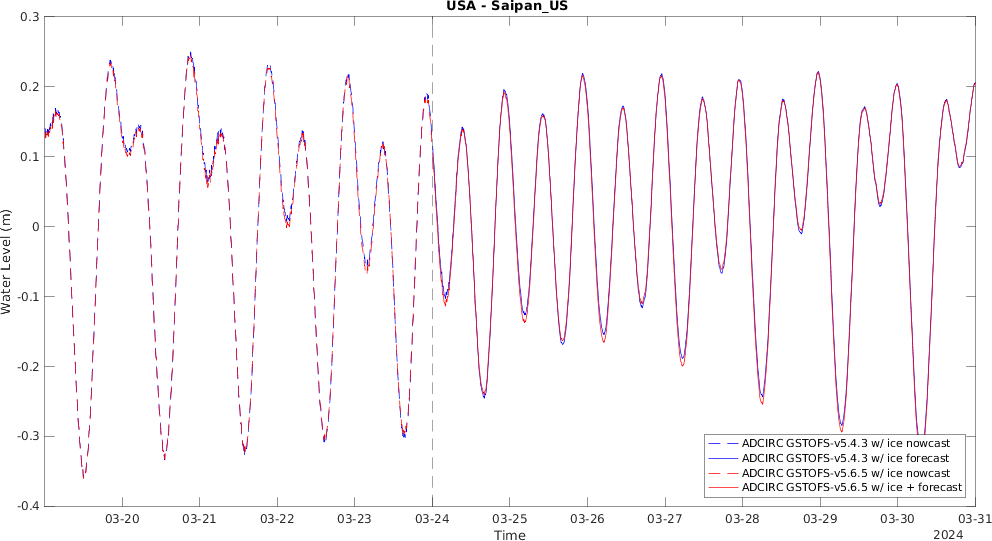 USA - Saipan_US
0.3
0.2
0.1
0
-0.1
-0.2
-0.3
-0.4
Water Level (m)
ADCIRC GSTOFS-v5.4.3 w/ ice nowcast
ADCIRC GSTOFS-v5.4.3 w/ ice forecast
ADCIRC GSTOFS-v5.6.5 w/ ice nowcast
ADCIRC GSTOFS-v5.6.5 w/ ice + forecast
03-20 03-21 03-22 03-23 03-24 03-25 03-26 03-27 03-28 03-29 03-30 03-31
Time
2024